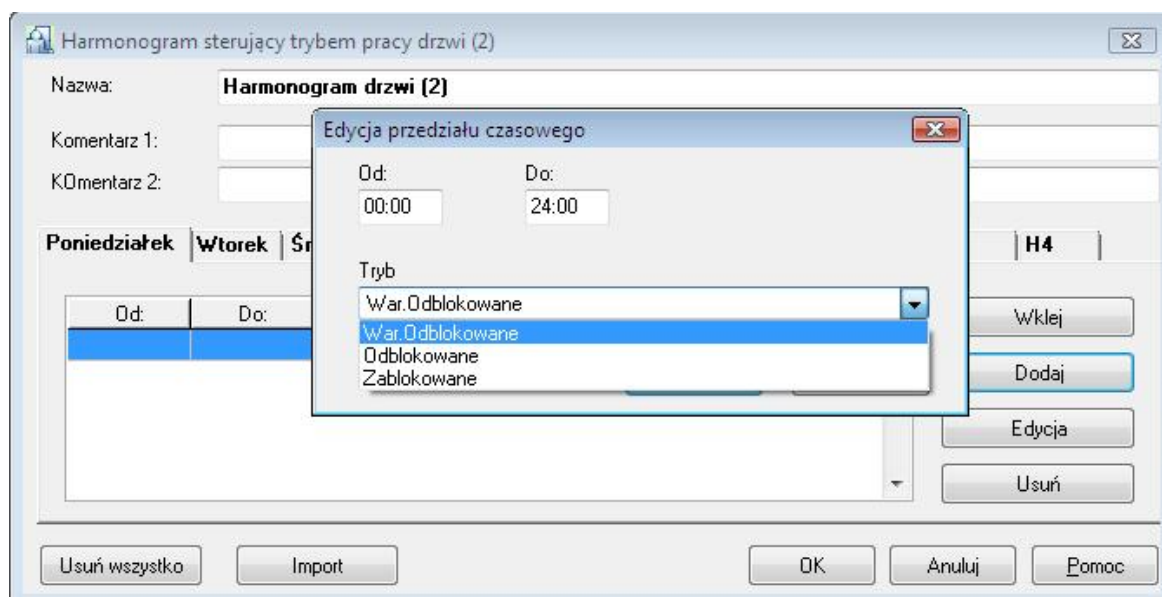 Harmonogram sterujący trybem pracy drzwi (2)
Nazwa: Harmonogram drzwi (2)
Edycja przedziału czasowego
Komentarz 1:
KOmentarz 2:
Od: Do:
00:00 24:00
Poniedziałek Wtorek H4
Tryb
War.Odblokowane
Od: Do: Wklej
War.Odblokowane
Odblokowane
Zablokowane
Dodaj
Edycja
Usuń
Usuń wszystko Import OK Anuluj Pomoc